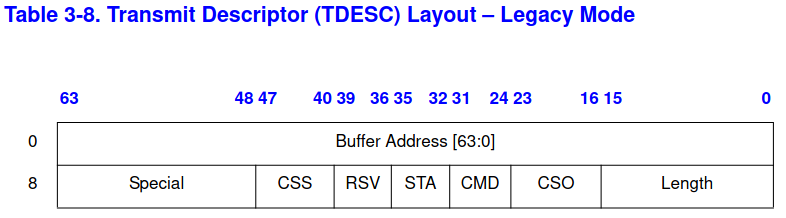 Table 3-8. Transmit Descriptor (TDESC) Layout – Legacy Mode
63 48 47 40 39 36 35 32 31 24 23 16 15 0
0 Buffer Address [63:0]
8 Special CSS RSV STA CMD CSO Length